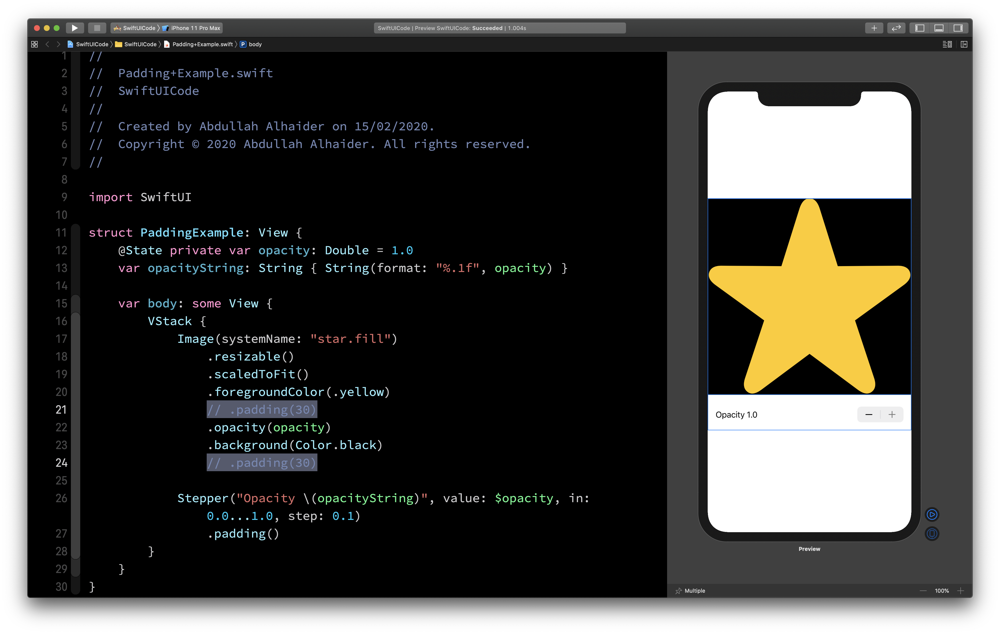 SwiftUICode 〉 iPhone 11 Pro Max
SwiftUICode | Preview SwiftUICode: Succeeded | 1.004s
SwiftUICode 〉 SwiftUICode 〉 Padding+Example.swift 〉 P body
1 //
2 //  Padding+Example.swift
3 //  SwiftUICode
4 //
5 //  Created by Abdullah Alhaider on 15/02/2020.
6 //  Copyright © 2020 Abdullah Alhaider. All rights reserved.
7 //
8
9 import SwiftUI
10
11 struct PaddingExample: View {
12     @State private var opacity: Double = 1.0
13     var opacityString: String { String(format: "%.1f", opacity) }
14
15     var body: some View {
16         VStack {
17             Image(systemName: "star.fill")
18                 .resizable()
19                 .scaledToFit()
20                 .foregroundColor(.yellow)
21                 // .padding(30)
22                 .opacity(opacity)
23                 .background(Color.black)
24                 // .padding(30)
25
26             Stepper("Opacity \(opacityString)", value: $opacity, in:
                0.0...1.0, step: 0.1)
27                 .padding()
28         }
29     }
30 }
Opacity 1.0
Preview
Multiple
100%